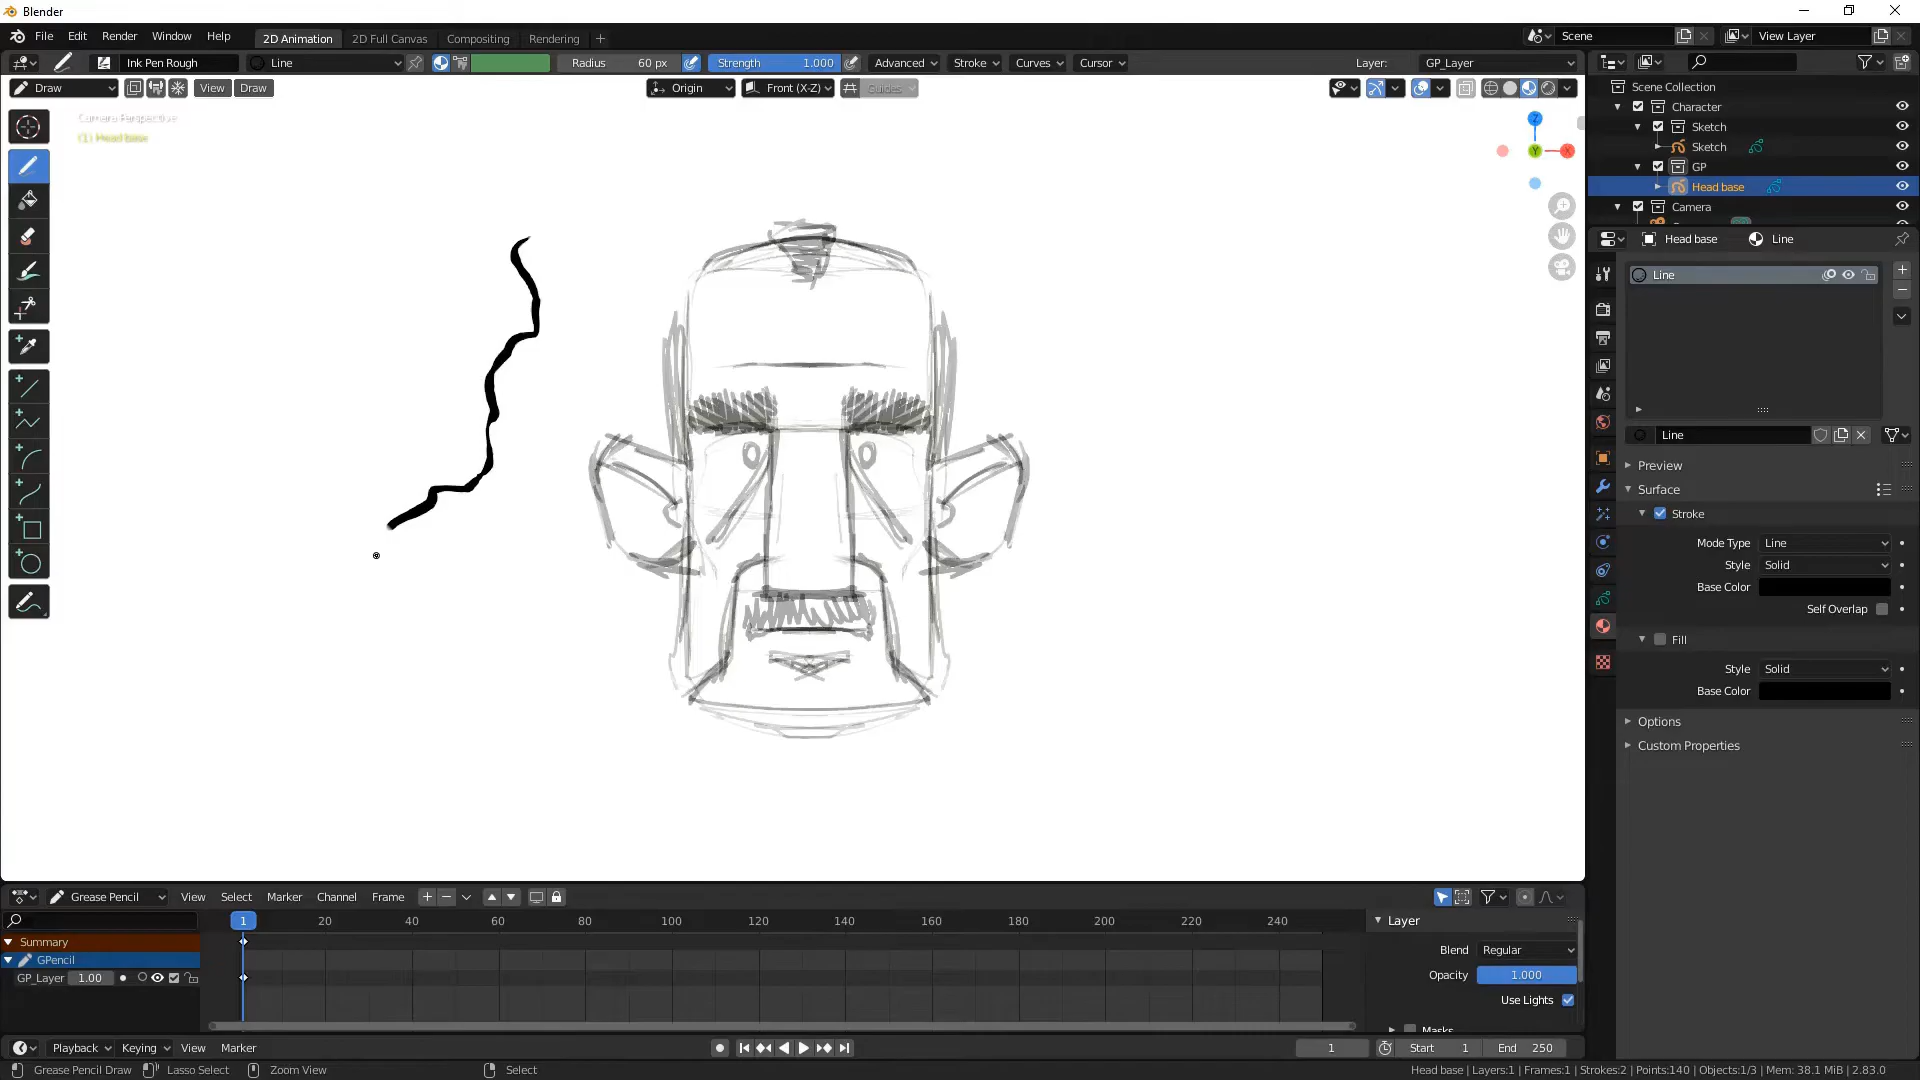 Blender
File Edit Render Window Help 2D Animation 2D Full Canvas Compositing Rendering + Scene View Layer
Ink Pen Rough Line Radius 60 px Strength 1.000 Advanced Stroke Curves Cursor Layer: GP_Layer
Draw View Draw Origin Front (X-Z) Guides
Camera Perspective
(1) Head base
Z
Y
X
Scene Collection
Character
Sketch
Sketch
GP
Head base
Camera
Head base Line
Line
Line
Preview
Surface
Stroke
Mode Type Line
Style Solid
Base Color
Self Overlap
Fill
Style Solid
Base Color
Options
Custom Properties
Grease Pencil View Select Marker Channel Frame
1 20 40 60 80 100 120 140 160 180 200 220 240
Summary
GPencil
GP_Layer 1.00
Layer
Blend Regular
Opacity 1.000
Use Lights
Masks
Playback Keying View Marker 1 Start 1 End 250
Grease Pencil Draw Lasso Select Zoom View Select Head base | Layers:1 | Frames:1 | Strokes:2 | Points:140 | Objects:1/3 | Mem: 38.1 MiB | 2.83.0